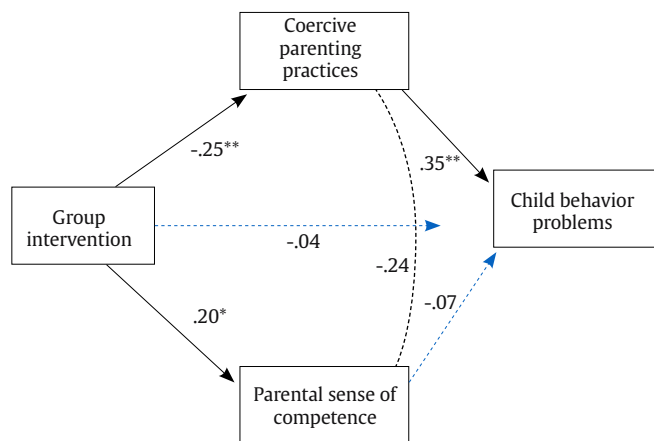 Coercive
parenting
practices
-.25**
.35**
Group
intervention
Child behavior
problems
-.04
-.24
-.07
.20*
Parental sense of
competence